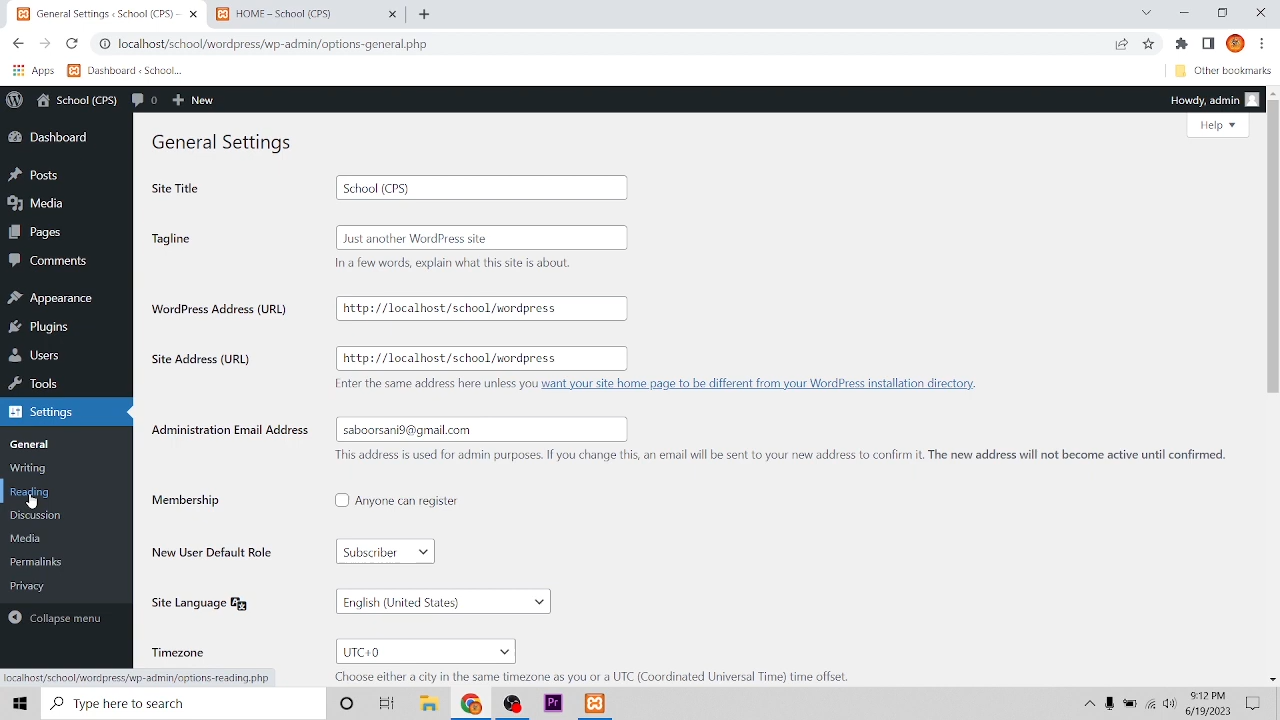 General Settings ‹ School (CPS)
HOME – School (CPS)
localhost/school/wordpress/wp-admin/options-general.php
Apps
Dashboard ‹ School...
Other bookmarks
School (CPS)
0
New
Howdy, admin
Dashboard
Posts
Media
Pages
Comments
Appearance
Plugins
Users
Tools
Settings
General
Writing
Reading
Discussion
Media
Permalinks
Privacy
Collapse menu
Help
General Settings
Site Title
School (CPS)
Tagline
Just another WordPress site
In a few words, explain what this site is about.
WordPress Address (URL)
http://localhost/school/wordpress
Site Address (URL)
http://localhost/school/wordpress
Enter the same address here unless you want your site home page to be different from your WordPress installation directory.
Administration Email Address
saboorsani9@gmail.com
This address is used for admin purposes. If you change this, an email will be sent to your new address to confirm it. The new address will not become active until confirmed.
Membership
Anyone can register
New User Default Role
Subscriber
Site Language
English (United States)
Timezone
UTC+0
Choose either a city in the same timezone as you or a UTC (Coordinated Universal Time) time offset.
localhost/school/wordpress/wp-admin/options-reading.php
Type here to search
Pr
9:12 PM
6/19/2023